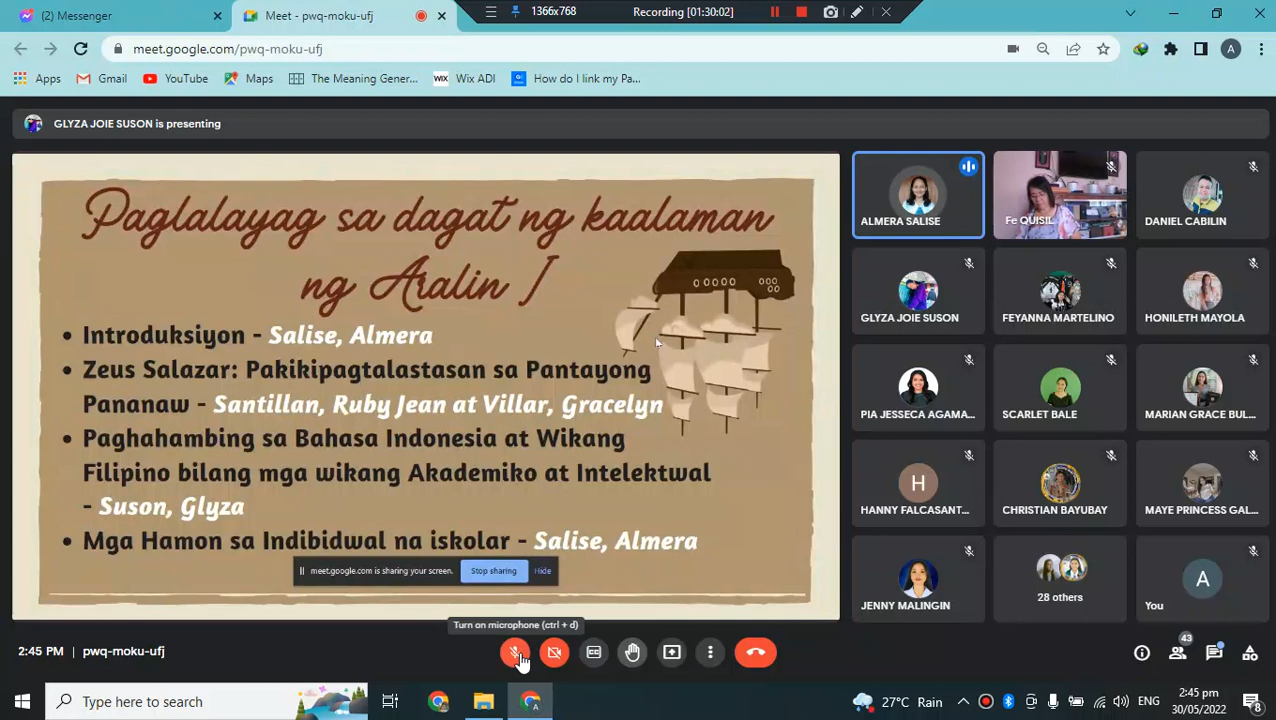 (2) Messenger
Meet - pwq-moku-ufj
1366x768
Recording [01:30:02]
meet.google.com/pwq-moku-ufj
A
Apps
Gmail
YouTube
Maps
The Meaning Gener...
WIX
Wix ADI
How do I link my Pa...
GLYZA JOIE SUSON is presenting
Paglalayag sa dagat ng kaalaman
ng Aralin I
• Introduksiyon - Salise, Almera
• Zeus Salazar: Pakikipagtalastasan sa Pantayong
Pananaw - Santillan, Ruby Jean at Villar, Gracelyn
• Paghahambing sa Bahasa Indonesia at Wikang
Filipino bilang mga wikang Akademiko at Intelektwal
- Suson, Glyza
• Mga Hamon sa Indibidwal na iskolar - Salise, Almera
meet.google.com is sharing your screen.
Stop sharing
Hide
ALMERA SALISE
Fe QUISIL
DANIEL CABILIN
GLYZA JOIE SUSON
FEYANNA MARTELINO
HONILETH MAYOLA
PIA JESSECA AGAMA...
SCARLET BALE
MARIAN GRACE BUL...
H
HANNY FALCASANT...
CHRISTIAN BAYUBAY
MAYE PRINCESS GAL...
JENNY MALINGIN
28 others
A
You
Turn on microphone (ctrl + d)
2:45 PM
pwq-moku-ufj
43
Type here to search
27°C Rain
ENG
2:45 pm
30/05/2022
8